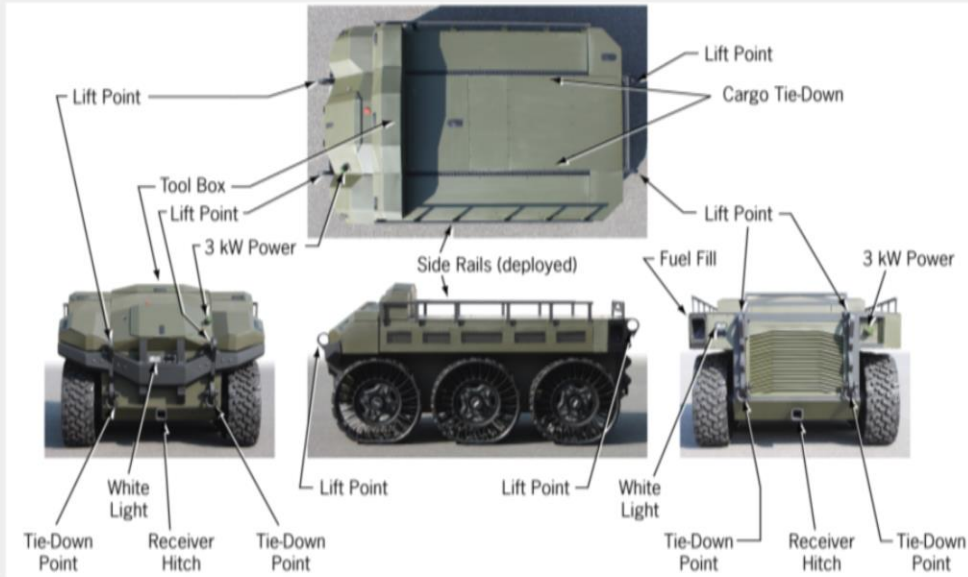 Lift Point
Lift Point
Cargo Tie-Down
Tool Box
Lift Point
Lift Point
3 kW Power
Side Rails (deployed)
Fuel Fill
3 kW Power
Lift Point
Lift Point
White
Light
White
Light
Tie-Down
Point
Receiver
Hitch
Tie-Down
Point
Tie-Down
Point
Receiver
Hitch
Tie-Down
Point